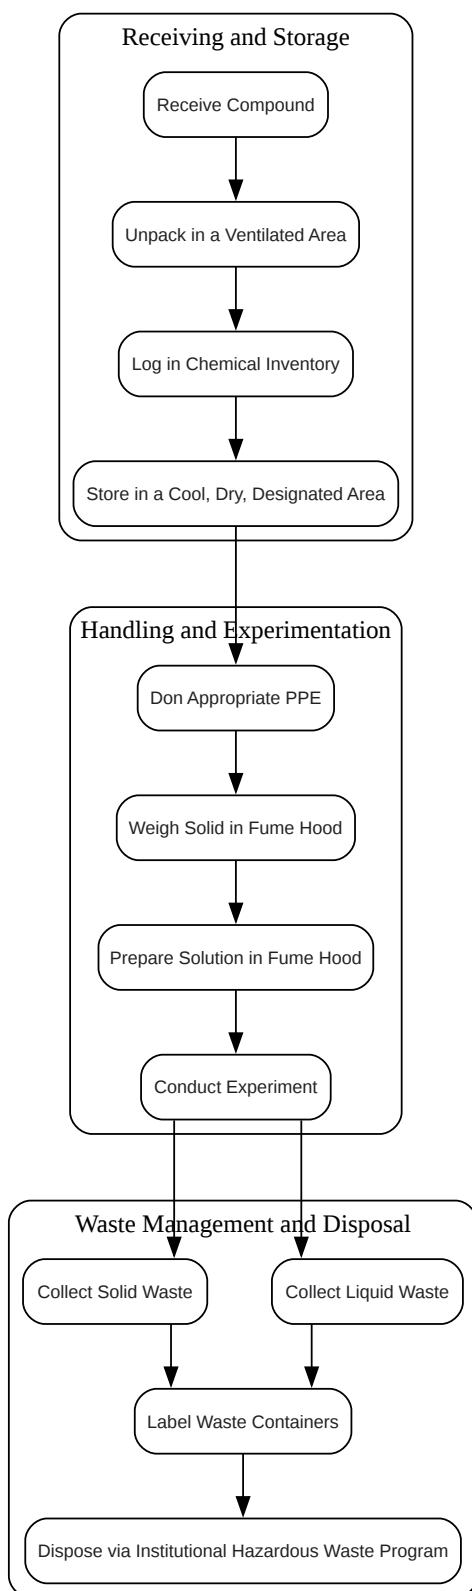 Receiving and Storage
Receive Compound
Unpack in a Ventilated Area
Log in Chemical Inventory
Store in a Cool, Dry, Designated Area
Handling and Experimentation
Don Appropriate PPE
Weigh Solid in Fume Hood
Prepare Solution in Fume Hood
Conduct Experiment
Waste Management and Disposal
Collect Solid Waste
Collect Liquid Waste
Label Waste Containers
Dispose via Institutional Hazardous Waste Program